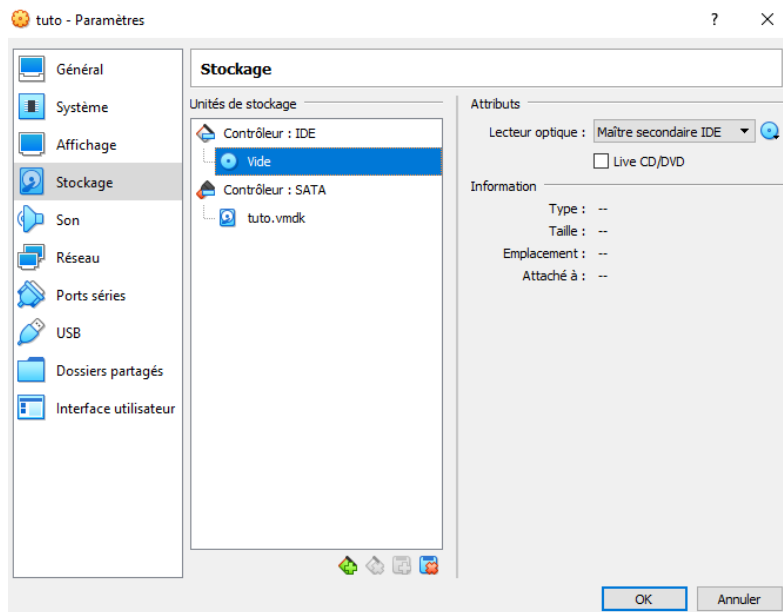 tuto - Paramètres
?
Général
Système
Affichage
Stockage
Son
Réseau
Ports séries
USB
Dossiers partagés
Interface utilisateur
Stockage
Unités de stockage
Contrôleur : IDE
Vide
Contrôleur : SATA
tuto.vmdk
Attributs
Lecteur optique : Maître secondaire IDE
Live CD/DVD
Information
Type : --
Taille : --
Emplacement : --
Attaché à : --
OK
Annuler